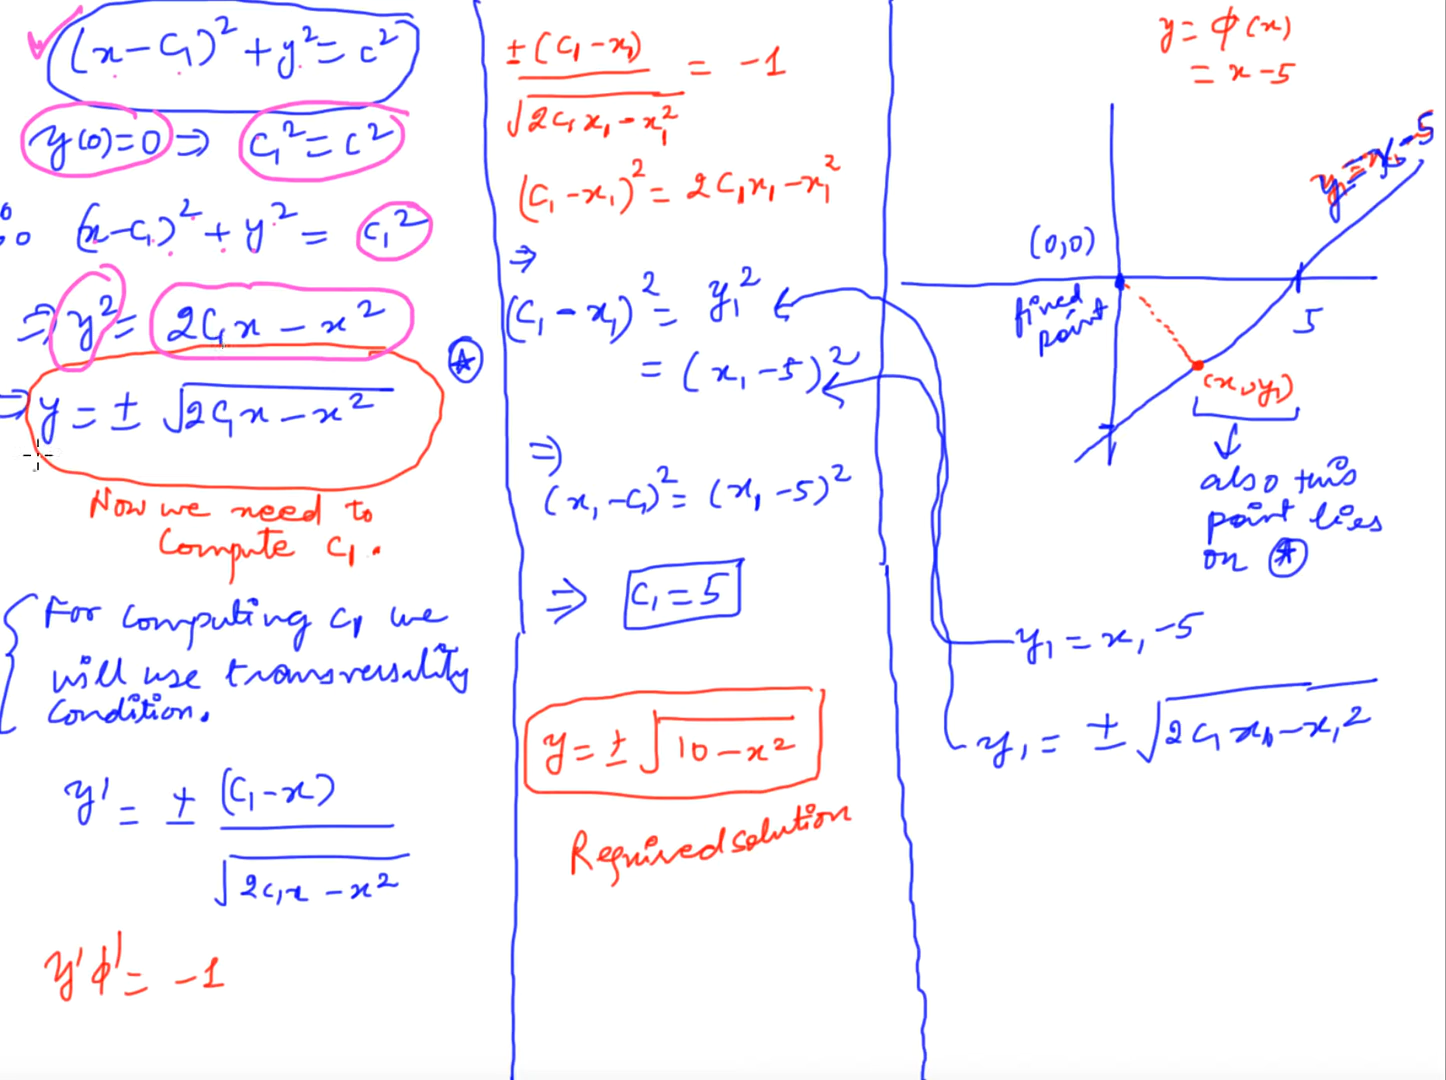 (x-C₁)² + y² = c²
y(0)=0 ⇒ C₁² = c²
∴ (x-C₁)² + y² = C₁²
⇒ y² = 2C₁x - x²
⇒ y = ± √(2C₁x - x²) ⊛
Now we need to
Compute C₁.
For computing C₁ we
will use transversality
Condition.
y' = ± (C₁-x) / √(2C₁x - x²)
y'ϕ' = -1
±(C₁-x₁) / √(2C₁x₁ - x₁²) = -1
(C₁-x₁)² = 2C₁x₁ - x₁²
⇒
(C₁ - x₁)² = y₁²
= (x₁-5)²
⇒
(x₁-C₁)² = (x₁-5)²
⇒ C₁ = 5
y = ± √(10-x²)
Required solution
y = ϕ(x)
= x-5
y₁=x₁-5
(0,0)
fixed
point
5
(x₁,y₁)
also this
point lies
on ⊛
y₁ = x₁-5
y₁ = ± √(2C₁x₁-x₁²)